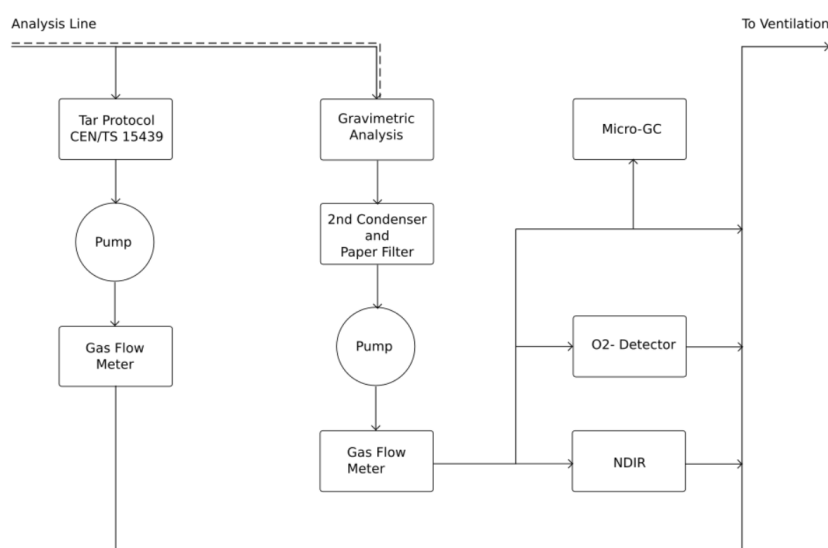 Analysis Line
To Ventilation
Tar Protocol
CEN/TS 15439
Gravimetric
Analysis
Micro-GC
Pump
2nd Condenser
and
Paper Filter
Gas Flow
Meter
Pump
O2- Detector
Gas Flow
Meter
NDIR